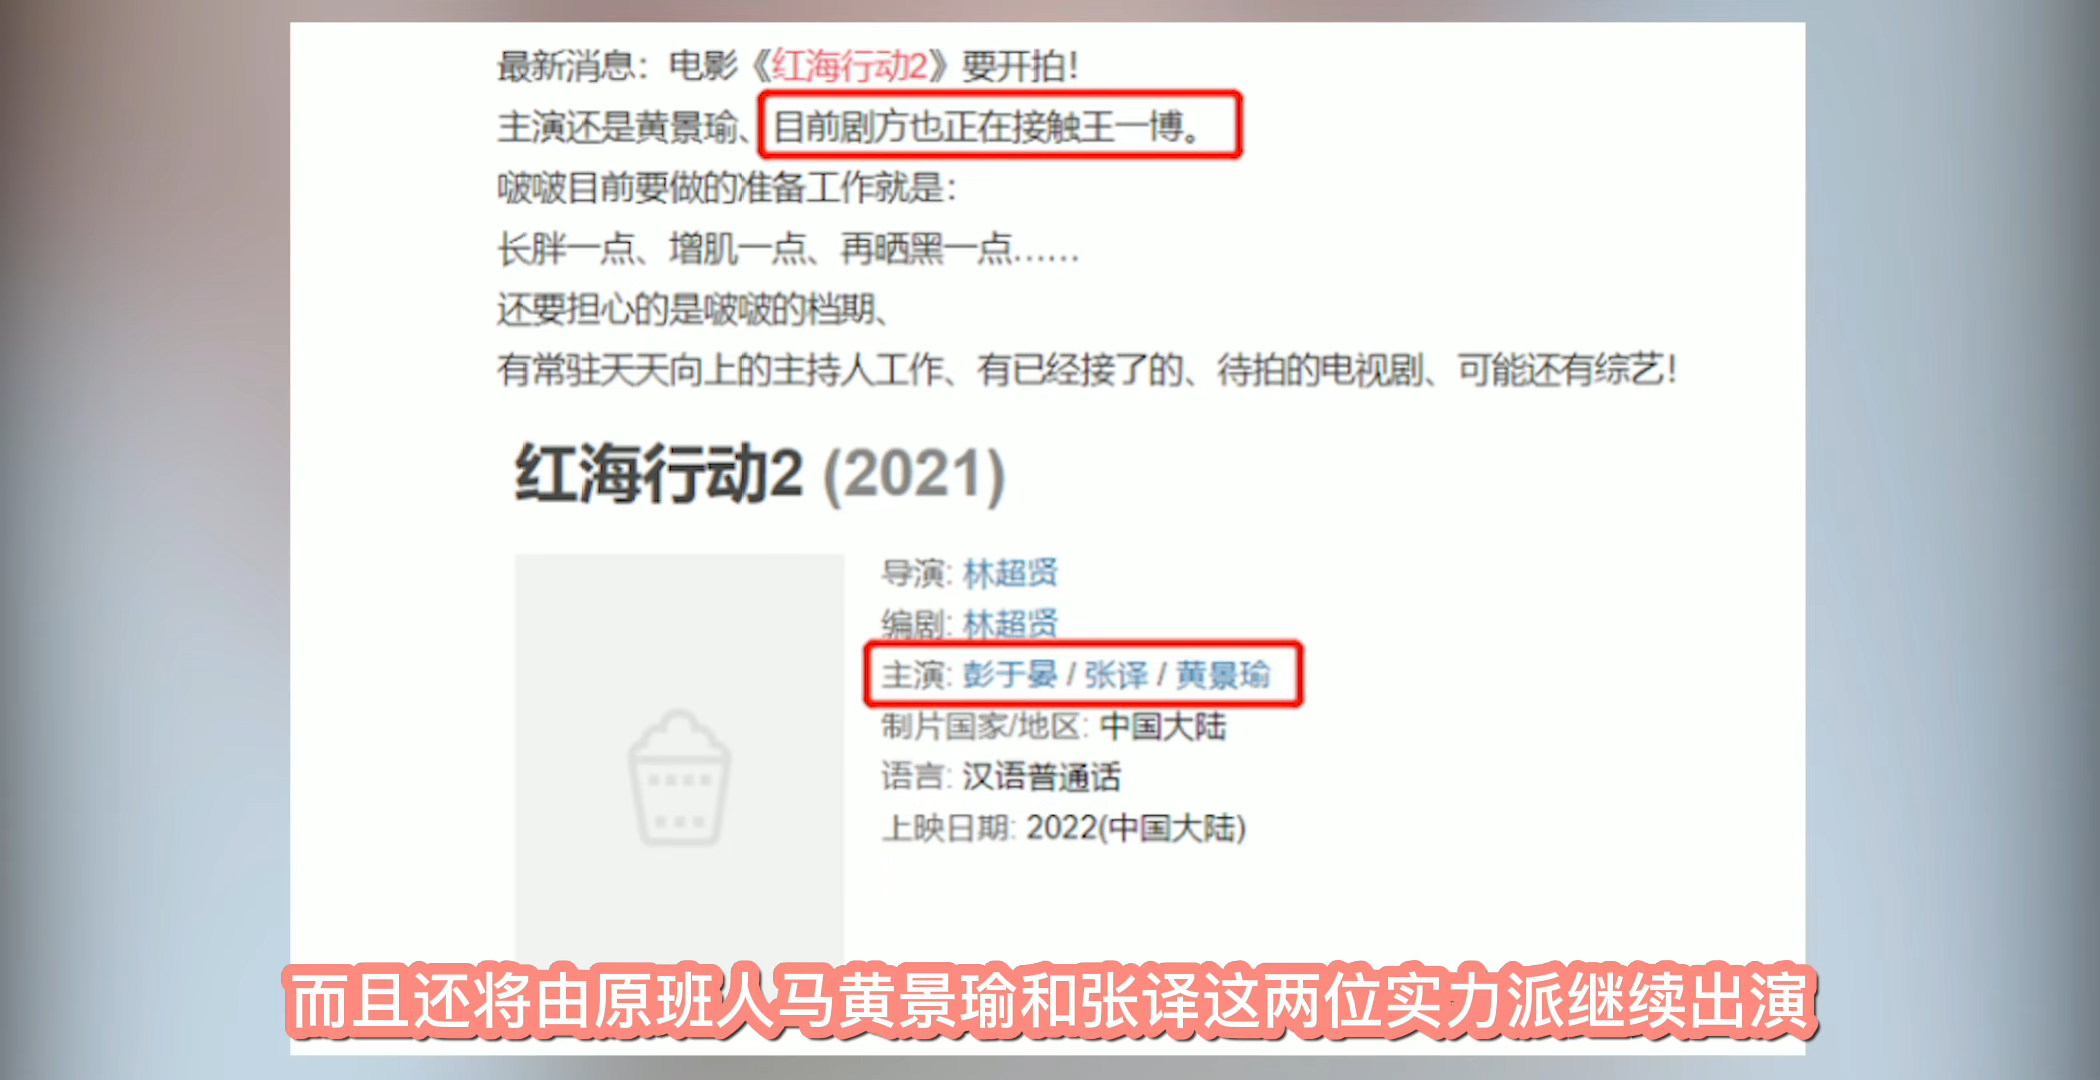 最新消息：电影《红海行动2》要开拍！
主演还是黄景瑜、目前剧方也正在接触王一博。
啵啵目前要做的准备工作就是：
长胖一点、增肌一点、再晒黑一点……
还要担心的是啵啵的档期、
有常驻天天向上的主持人工作、有已经接了的、待拍的电视剧、可能还有综艺！
红海行动2 (2021)
导演: 林超贤
编剧: 林超贤
主演: 彭于晏 / 张译 / 黄景瑜
制片国家/地区: 中国大陆
语言: 汉语普通话
上映日期: 2022(中国大陆)
而且还将由原班人马黄景瑜和张译这两位实力派继续出演